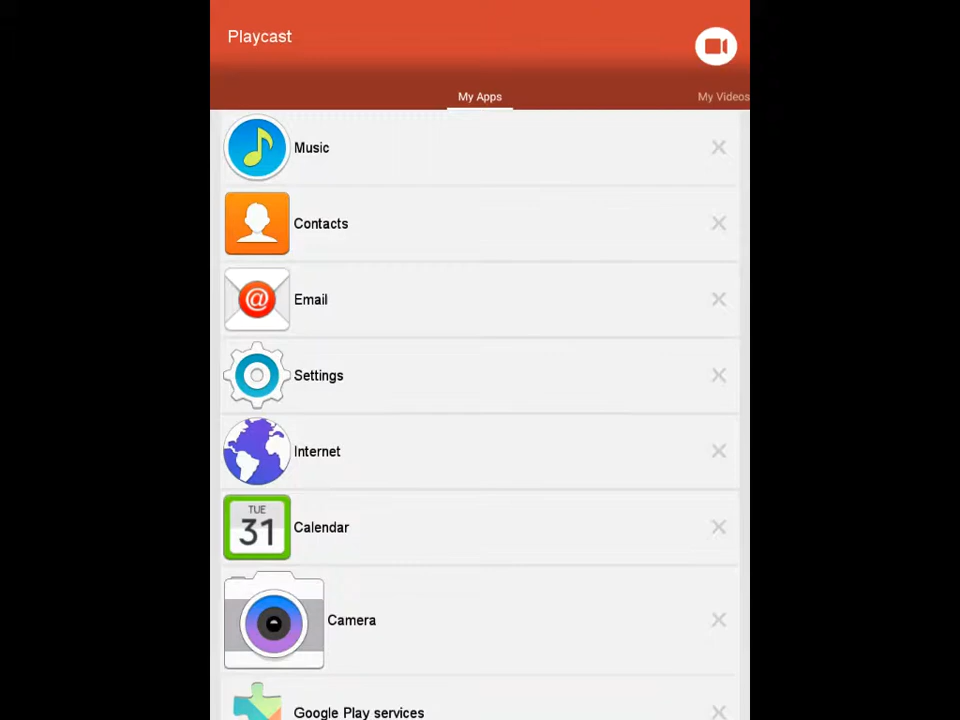 Playcast
My Apps
My Videos
Music
Contacts
@
Email
Settings
Internet
TUE
31
Calendar
Camera
Google Play services